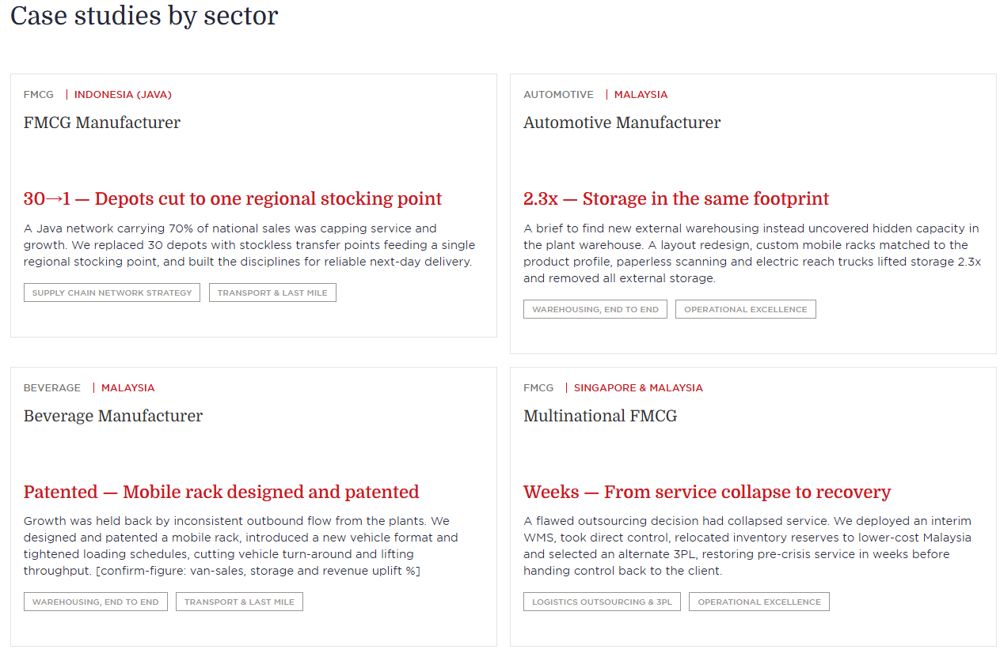 Case studies by sector
FMCG | INDONESIA (JAVA)
FMCG Manufacturer
30→1 — Depots cut to one regional stocking point
A Java network carrying 70% of national sales was capping service and
growth. We replaced 30 depots with stockless transfer points feeding a single
regional stocking point, and built the disciplines for reliable next-day delivery.
SUPPLY CHAIN NETWORK STRATEGY
TRANSPORT & LAST MILE
AUTOMOTIVE | MALAYSIA
Automotive Manufacturer
2.3x — Storage in the same footprint
A brief to find new external warehousing instead uncovered hidden capacity in
the plant warehouse. A layout redesign, custom mobile racks matched to the
product profile, paperless scanning and electric reach trucks lifted storage 2.3x
and removed all external storage.
WAREHOUSING, END TO END
OPERATIONAL EXCELLENCE
BEVERAGE | MALAYSIA
Beverage Manufacturer
Patented — Mobile rack designed and patented
Growth was held back by inconsistent outbound flow from the plants. We
designed and patented a mobile rack, introduced a new vehicle format and
tightened loading schedules, cutting vehicle turn-around and lifting
throughput. [confirm-figure: van-sales, storage and revenue uplift %]
WAREHOUSING, END TO END
TRANSPORT & LAST MILE
FMCG | SINGAPORE & MALAYSIA
Multinational FMCG
Weeks — From service collapse to recovery
A flawed outsourcing decision had collapsed service. We deployed an interim
WMS, took direct control, relocated inventory reserves to lower-cost Malaysia
and selected an alternate 3PL, restoring pre-crisis service in weeks before
handing control back to the client.
LOGISTICS OUTSOURCING & 3PL
OPERATIONAL EXCELLENCE